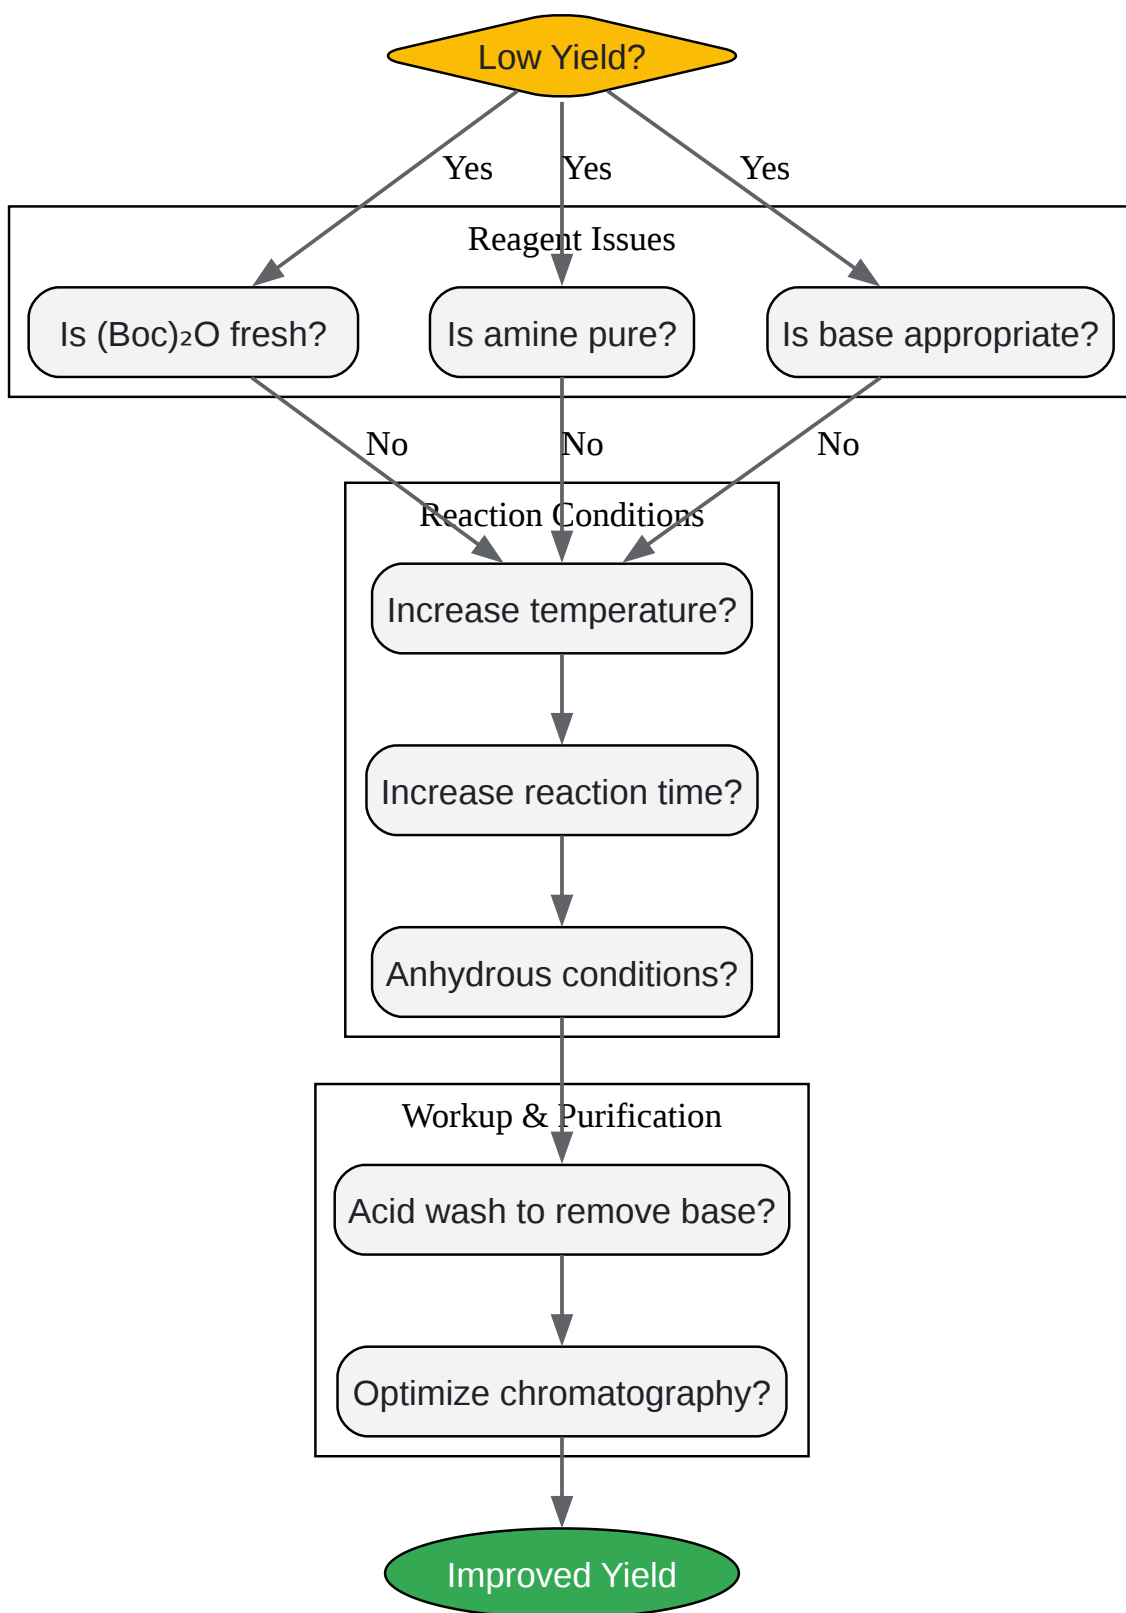 Low Yield?
Yes
Yes
Yes
Reagent Issues
Is (Boc)₂O fresh?
Is amine pure?
Is base appropriate?
No
No
No
Reaction Conditions
Increase temperature?
Increase reaction time?
Anhydrous conditions?
Workup & Purification
Acid wash to remove base?
Optimize chromatography?
Improved Yield